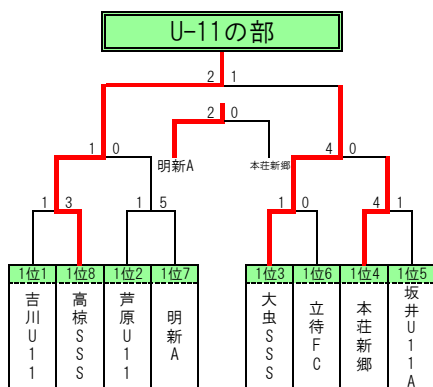 U-11の部
2 1
2 0
明新A 本荘新郷
1 0 4 0
1 3 1 5 1 0 4 1
1位1 1位8 1位2 1位7 1位3 1位6 1位4 1位5
吉川U11
高椋SSS
芦原U11
明新A
大虫SSS
立待FC
本荘新郷
坂井U11A